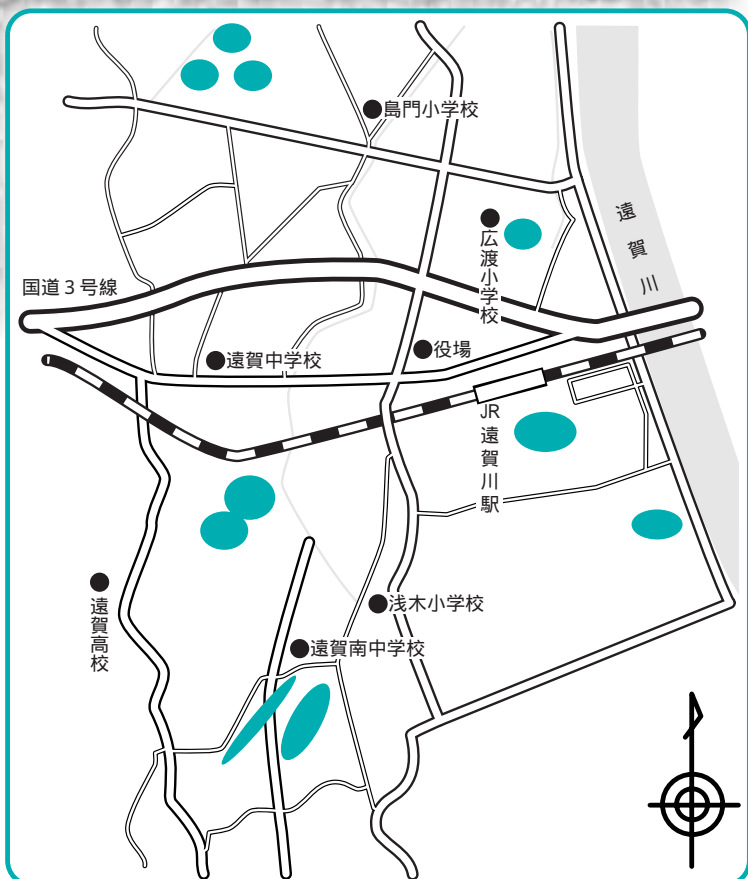 島門小学校
広渡小学校
遠賀川
国道3号線
役場
遠賀中学校
JR遠賀川駅
浅木小学校
遠賀高校
遠賀南中学校